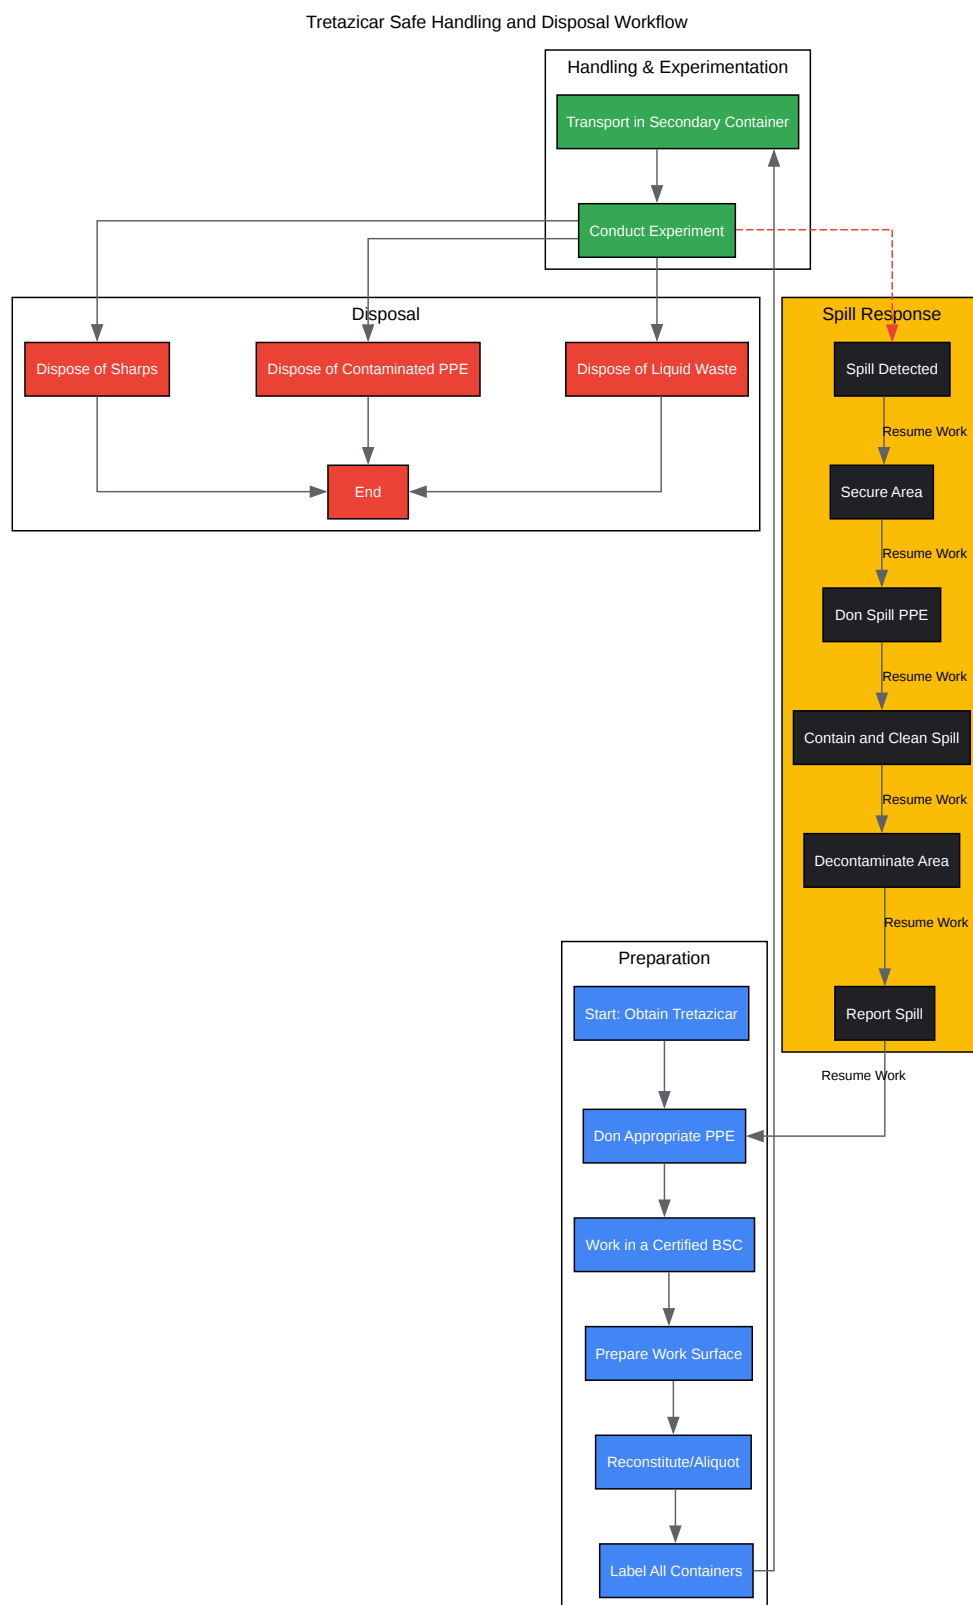 Tretazicar Safe Handling and Disposal Workflow
Handling & Experimentation
Transport in Secondary Container
Conduct Experiment
Disposal
Dispose of Sharps
Dispose of Contaminated PPE
Dispose of Liquid Waste
End
Spill Response
Spill Detected
Resume Work
Secure Area
Resume Work
Don Spill PPE
Resume Work
Contain and Clean Spill
Resume Work
Decontaminate Area
Resume Work
Report Spill
Resume Work
Preparation
Start: Obtain Tretazicar
Don Appropriate PPE
Work in a Certified BSC
Prepare Work Surface
Reconstitute/Aliquot
Label All Containers